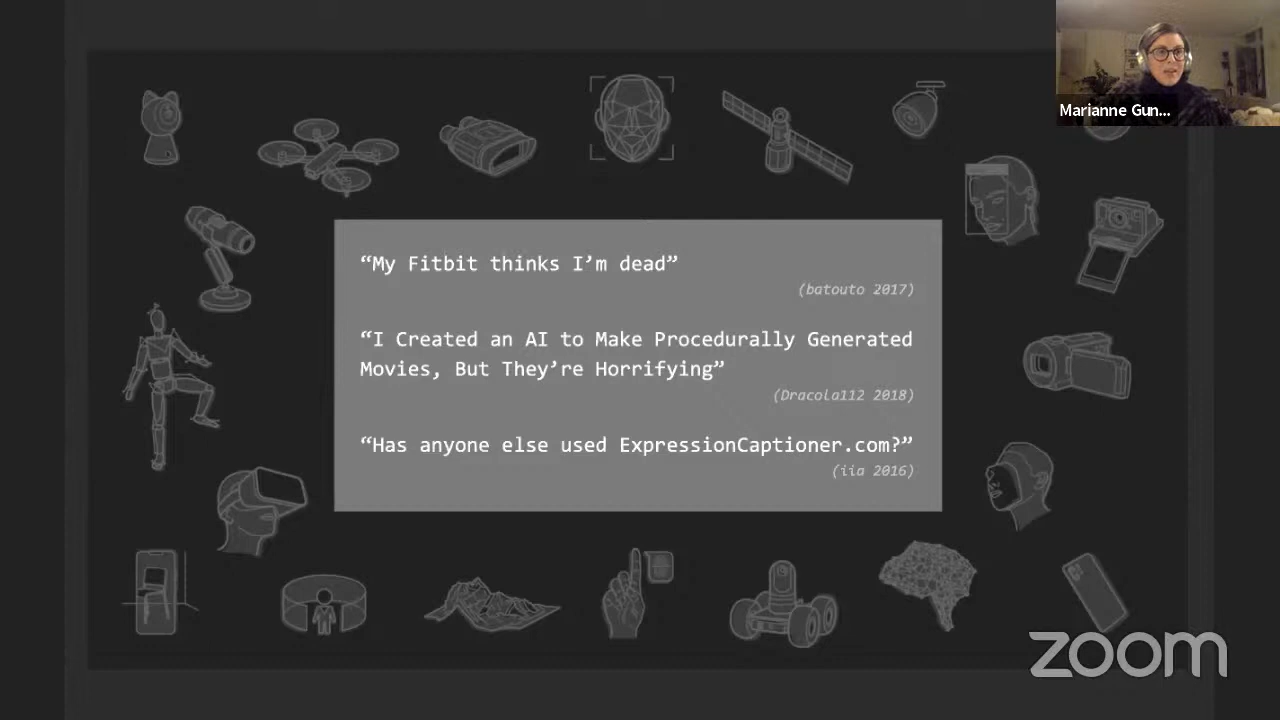 Marianne Gun...
“My Fitbit thinks I’m dead”
(batouto 2017)
“I Created an AI to Make Procedurally Generated
Movies, But They’re Horrifying”
(Dracola112 2018)
“Has anyone else used ExpressionCaptioner.com?”
(iia 2016)
zoom